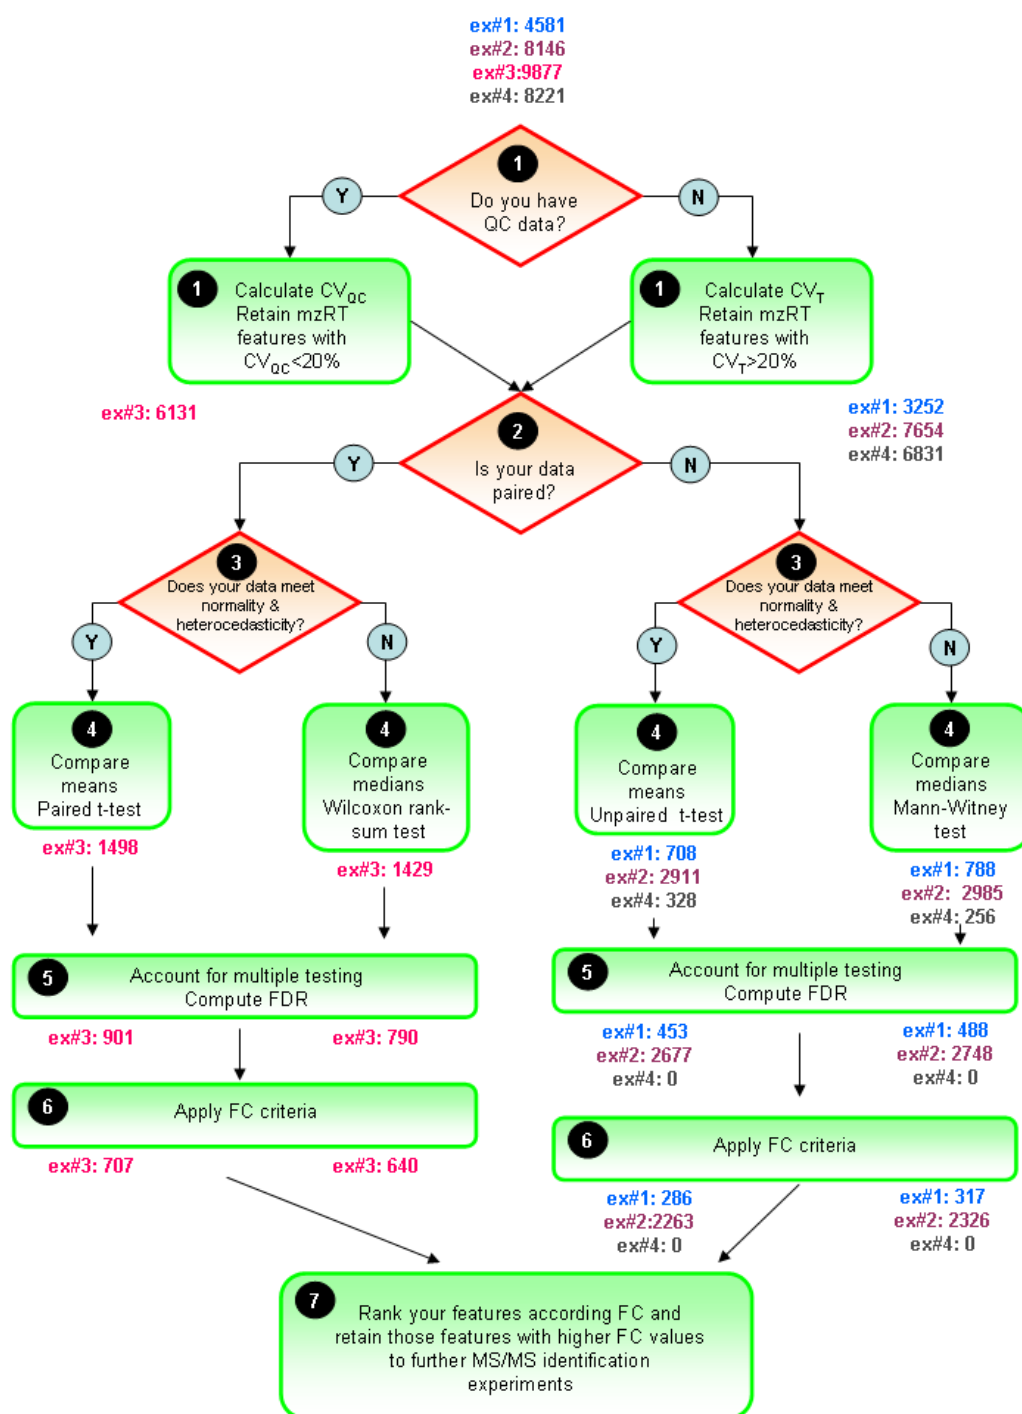 ex#1: 4581
ex#2: 8146
ex#3:9877
ex#4: 8221
1
Do you have
QC data?
Y
N
1
Calculate CVQC
Retain mzRT
features with
CVQC<20%
1
Calculate CVT
Retain mzRT
features with
CVT>20%
ex#3: 6131
ex#1: 3252
ex#2: 7654
ex#4: 6831
2
Is your data
paired?
Y
N
3
Does your data meet
normality &
heterocedasticity?
Y
N
3
Does your data meet
normality &
heterocedasticity?
Y
N
4
Compare
means
Paired t-test
ex#3: 1498
4
Compare
medians
Wilcoxon rank-
sum test
ex#3: 1429
4
Compare
means
Unpaired t-test
ex#1: 708
ex#2: 2911
ex#4: 328
4
Compare
medians
Mann-Witney
test
ex#1: 788
ex#2: 2985
ex#4: 256
5
Account for multiple testing
Compute FDR
ex#3: 901
ex#3: 790
5
Account for multiple testing
Compute FDR
ex#1: 453
ex#2: 2677
ex#4: 0
ex#1: 488
ex#2: 2748
ex#4: 0
6
Apply FC criteria
ex#3: 707
ex#3: 640
6
Apply FC criteria
ex#1: 286
ex#2:2263
ex#4: 0
ex#1: 317
ex#2: 2326
ex#4: 0
7
Rank your features according FC and
retain those features with higher FC values
to further MS/MS identification
experiments